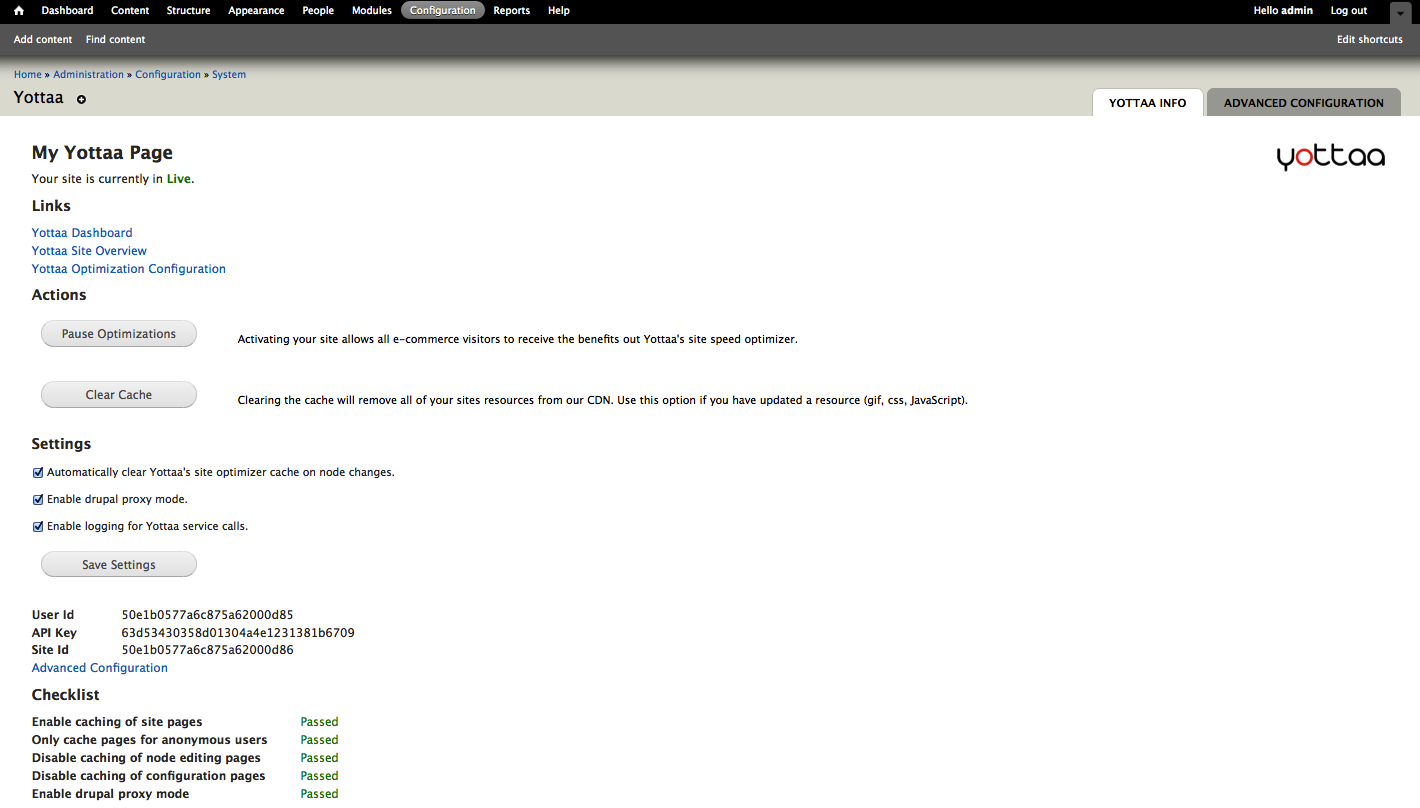 Dashboard Content Structure Appearance People Modules Configuration Reports Help Hello admin Log out
Add content Find content Edit shortcuts
Home » Administration » Configuration » System
Yottaa
YOTTAA INFO ADVANCED CONFIGURATION
My Yottaa Page
yottaa
Your site is currently in Live.
Links
Yottaa Dashboard
Yottaa Site Overview
Yottaa Optimization Configuration
Actions
Pause Optimizations Activating your site allows all e-commerce visitors to receive the benefits out Yottaa's site speed optimizer.
Clear Cache Clearing the cache will remove all of your sites resources from our CDN. Use this option if you have updated a resource (gif, css, JavaScript).
Settings
Automatically clear Yottaa's site optimizer cache on node changes.
Enable drupal proxy mode.
Enable logging for Yottaa service calls.
Save Settings
User Id 50e1b0577a6c875a62000d85
API Key 63d53430358d01304a4e1231381b6709
Site Id 50e1b0577a6c875a62000d86
Advanced Configuration
Checklist
Enable caching of site pages Passed
Only cache pages for anonymous users Passed
Disable caching of node editing pages Passed
Disable caching of configuration pages Passed
Enable drupal proxy mode Passed